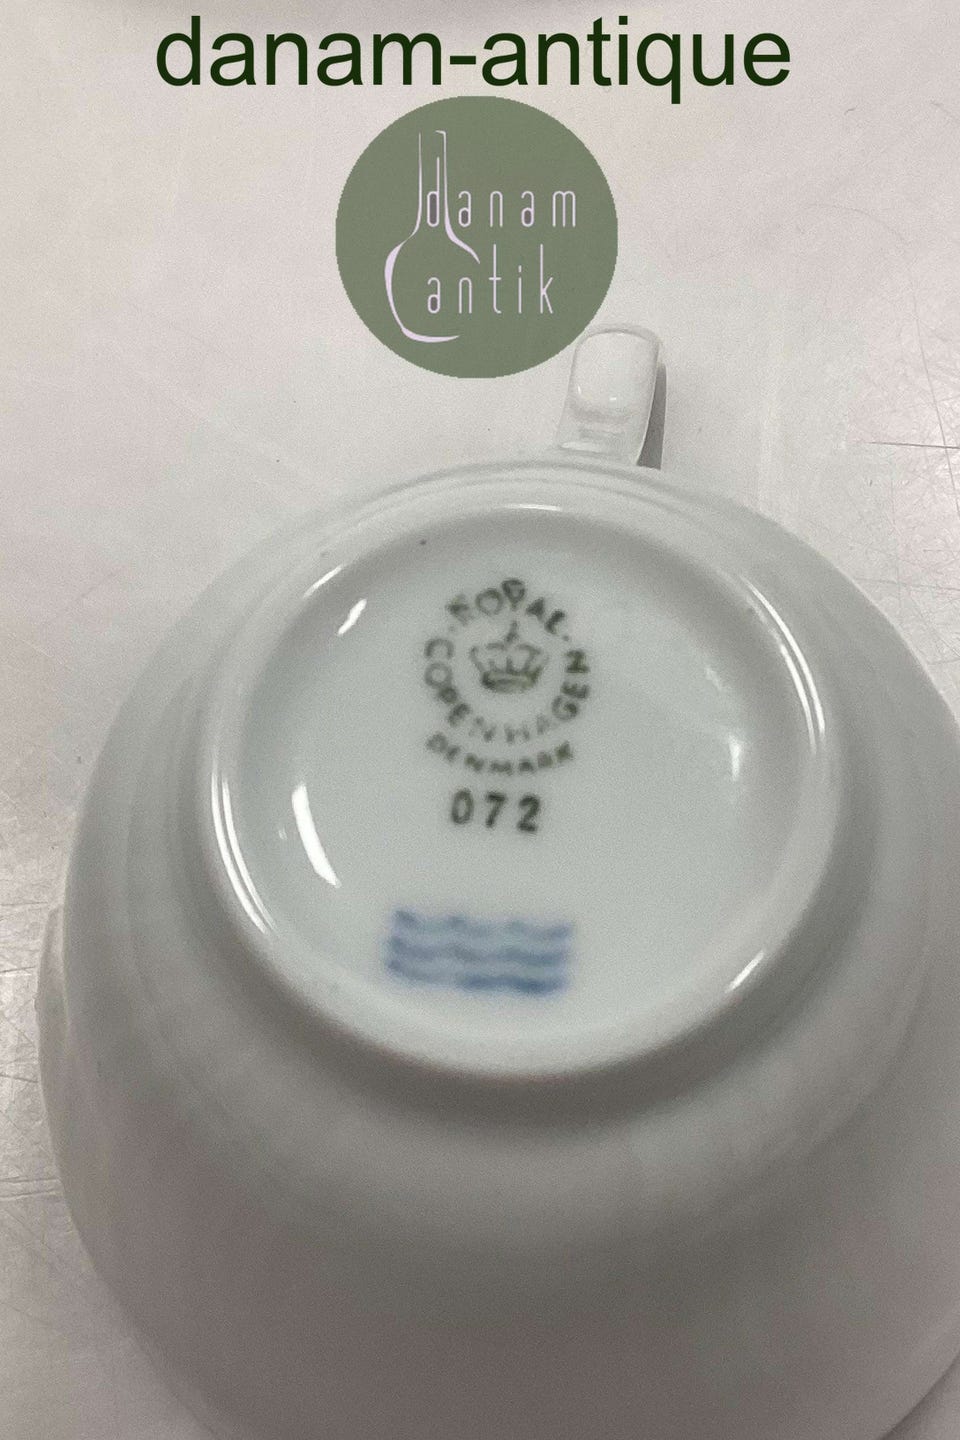 danam-antique
danam
antik
ROYAL
COPENHAGEN
DENMARK
072